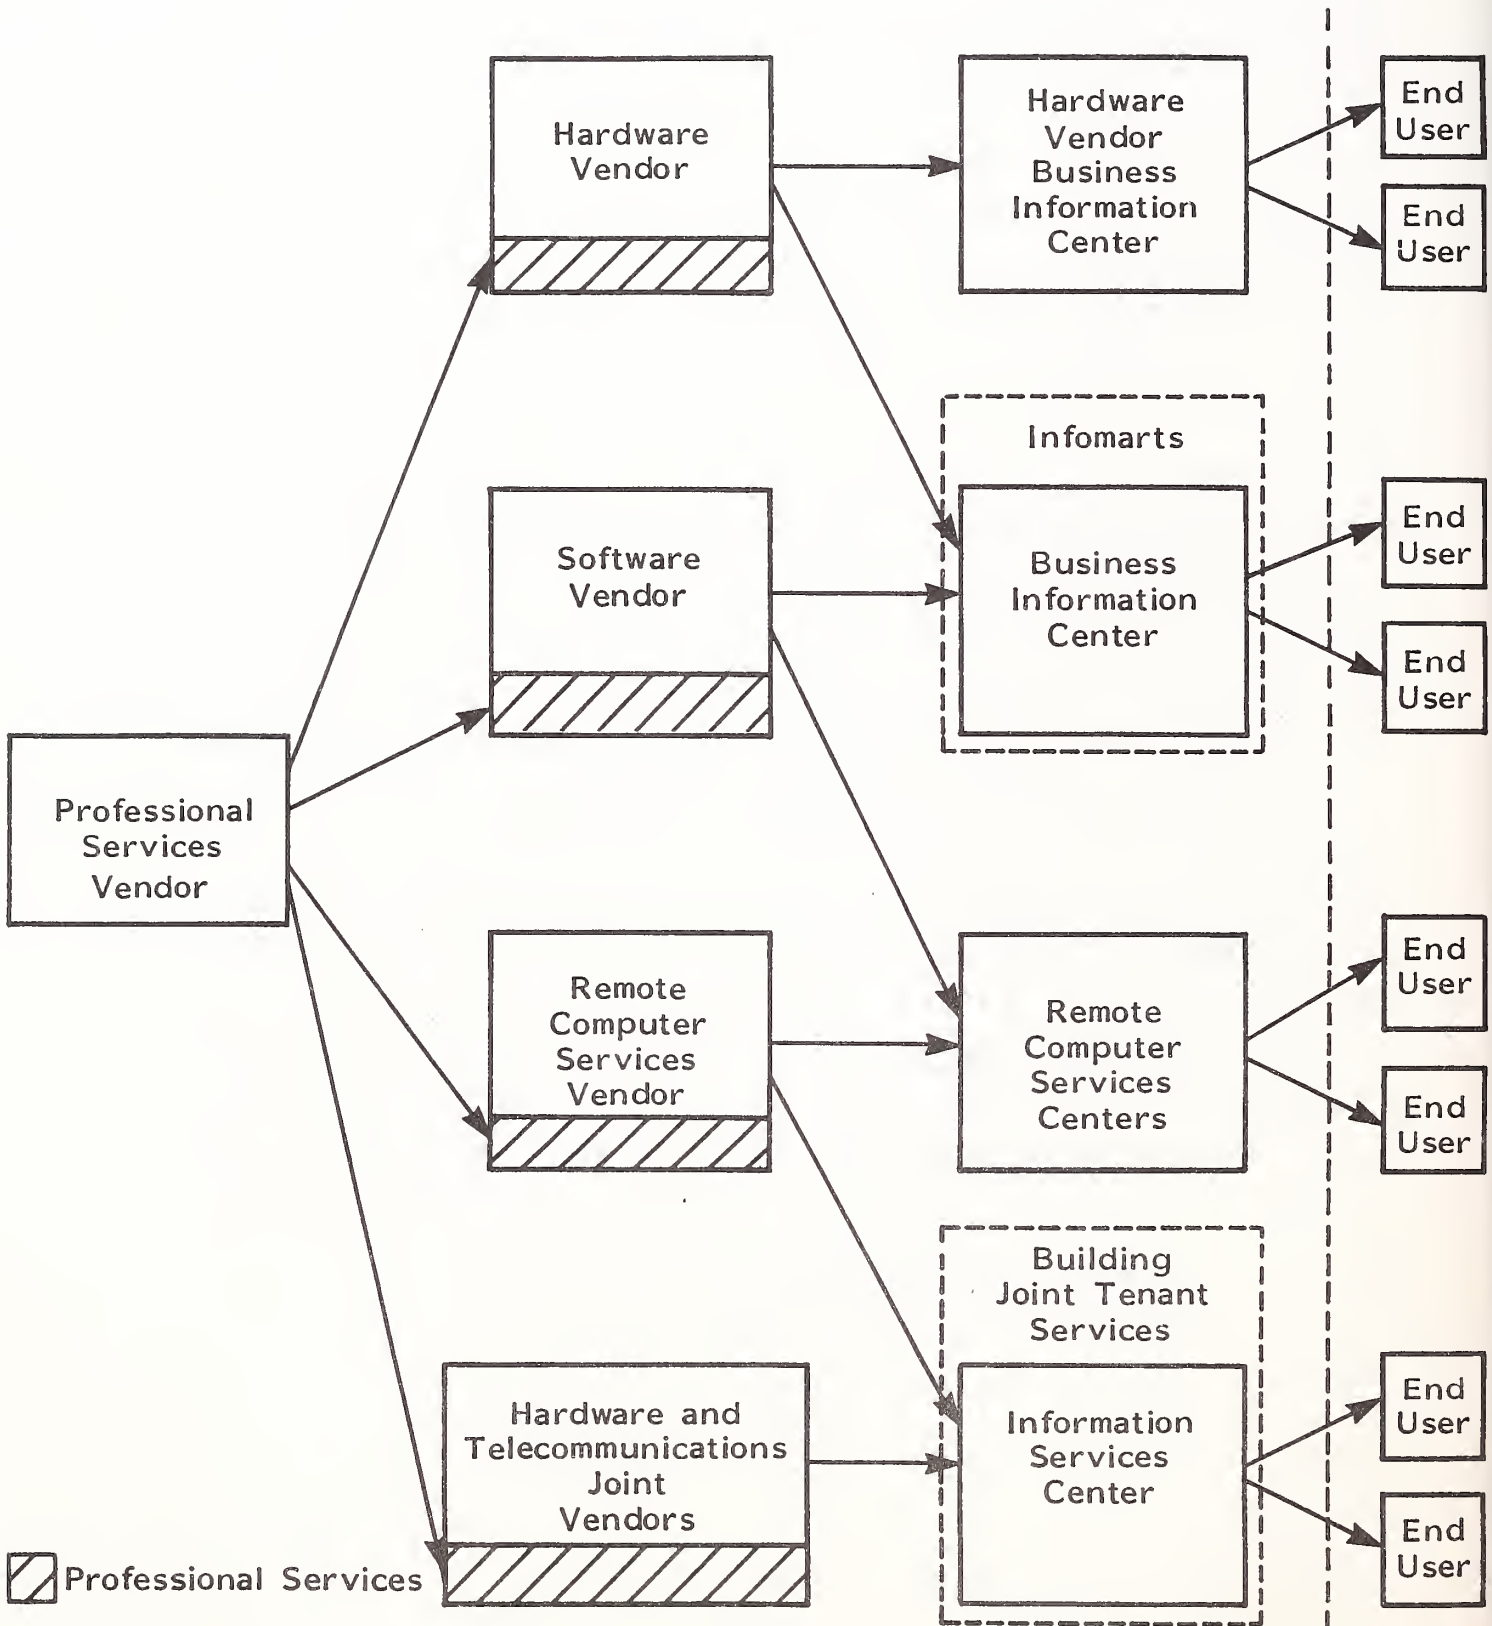 Hardware
Vendor
Hardware
Vendor
Business
Information
Center
End
User
End
User
Infomarts
Software
Vendor
Business
Information
Center
End
User
End
User
Professional
Services
Vendor
Remote
Computer
Services
Vendor
Remote
Computer
Services
Centers
End
User
End
User
Building
Joint Tenant
Services
Hardware and
Telecommunications
Joint
Vendors
Information
Services
Center
End
User
End
User
Professional Services